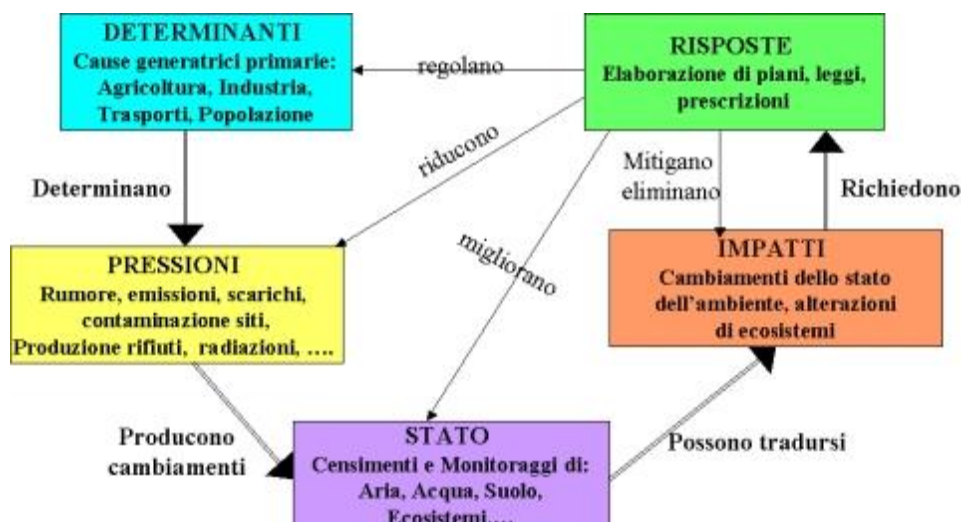 DETERMINANTI
Cause generatrici primarie:
Agricoltura, Industria,
Trasporti, Popolazione
regolano
RISPOSTE
Elaborazione di piani, leggi,
prescrizioni
Determinano
riducono
Mitigano
eliminano
Richiedono
PRESSIONI
Rumore, emissioni, scarichi,
contaminazione siti,
Produzione rifiuti, radiazioni, ….
migliorano
IMPATTI
Cambiamenti dello stato
dell'ambiente, alterazioni
di ecosistemi
Producono
cambiamenti
STATO
Censimenti e Monitoraggi di:
Aria, Acqua, Suolo,
Ecosistemi….
Possono tradursi